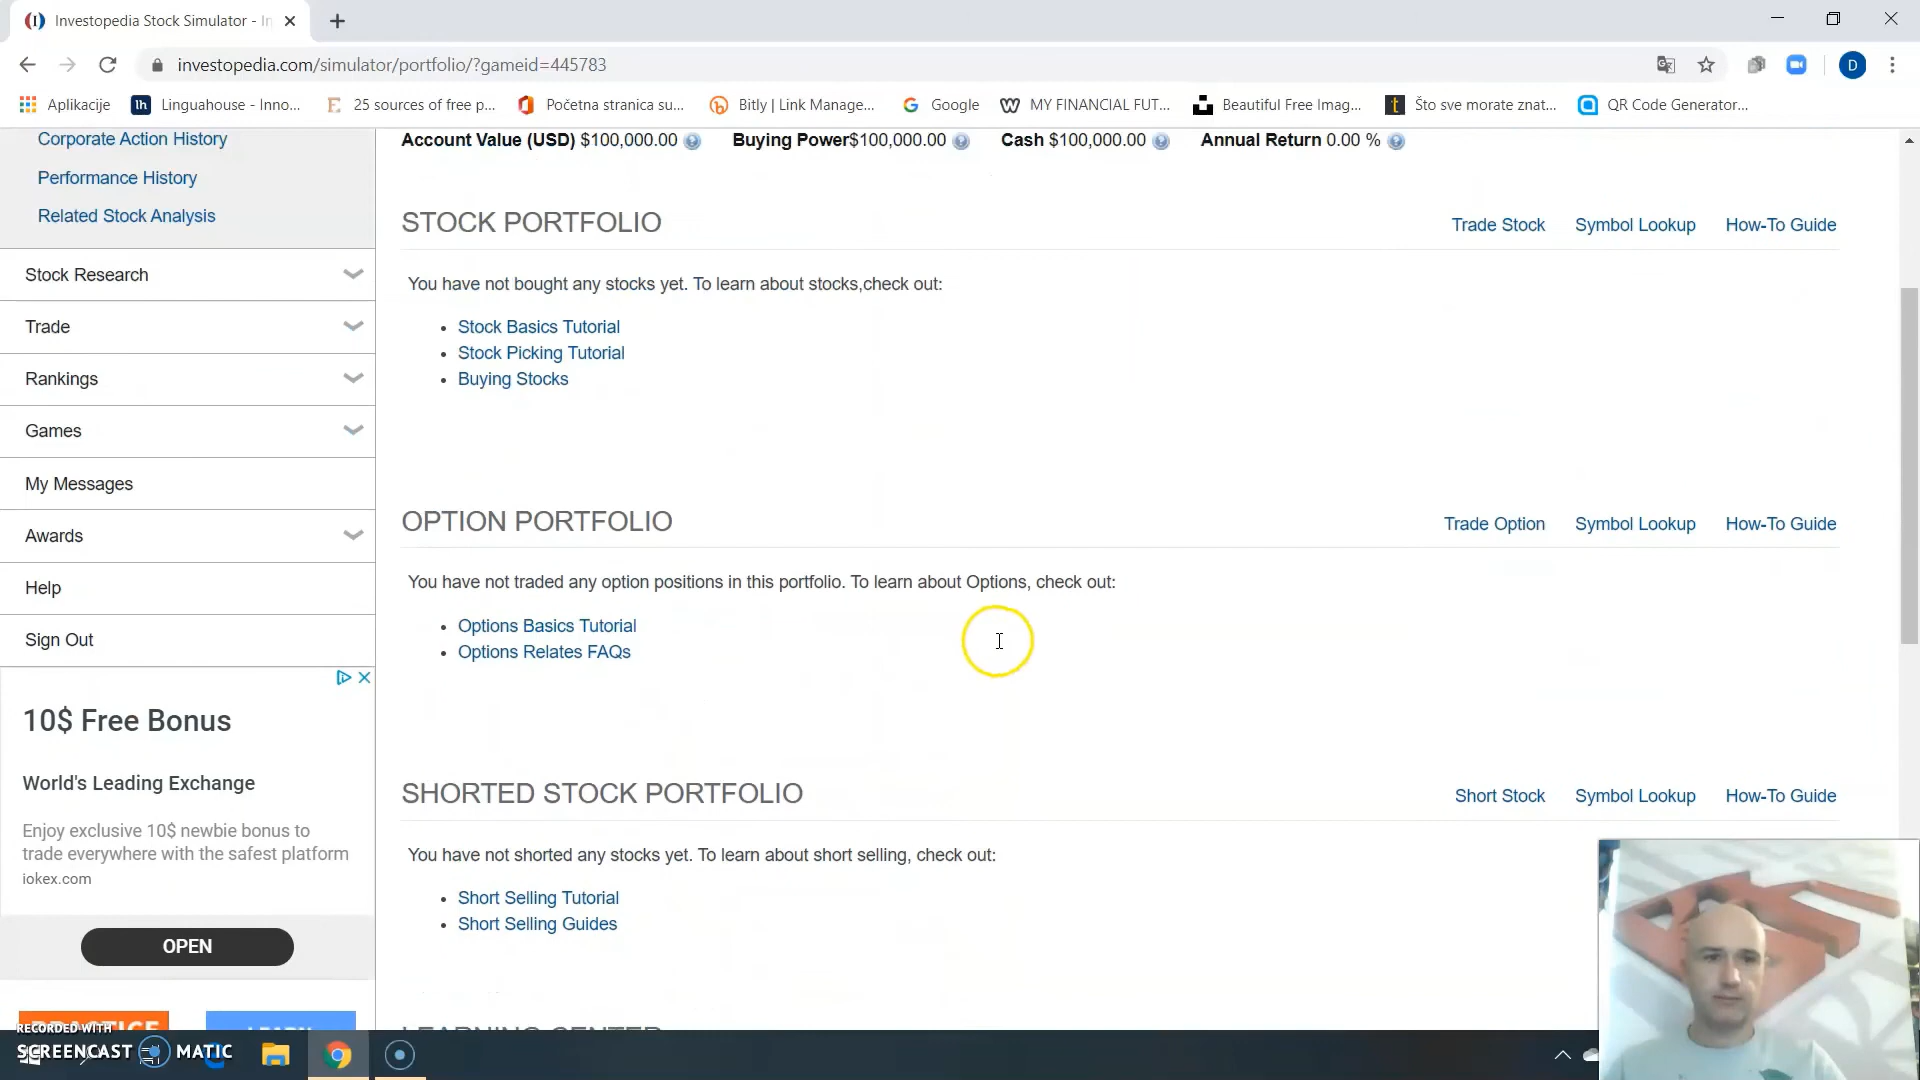 Investopedia Stock Simulator - In
investopedia.com/simulator/portfolio/?gameid=445783
D
Aplikacije
lh
Linguahouse - Inno...
E
25 sources of free p...
Početna stranica su...
Bitly | Link Manage...
G
Google
MY FINANCIAL FUT...
Beautiful Free Imag...
t
Što sve morate znat...
QR Code Generator...
Corporate Action History
Performance History
Related Stock Analysis
Stock Research
Trade
Rankings
Games
My Messages
Awards
Help
Sign Out
10$ Free Bonus
World's Leading Exchange
Enjoy exclusive 10$ newbie bonus to
trade everywhere with the safest platform
iokex.com
OPEN
PRACTICE
LEARN
Account Value (USD) $100,000.00 Buying Power$100,000.00 Cash $100,000.00 Annual Return 0.00 %
STOCK PORTFOLIO
Trade Stock Symbol Lookup How-To Guide
You have not bought any stocks yet. To learn about stocks,check out:
Stock Basics Tutorial
Stock Picking Tutorial
Buying Stocks
OPTION PORTFOLIO
Trade Option Symbol Lookup How-To Guide
You have not traded any option positions in this portfolio. To learn about Options, check out:
Options Basics Tutorial
Options Relates FAQs
SHORTED STOCK PORTFOLIO
Short Stock Symbol Lookup How-To Guide
You have not shorted any stocks yet. To learn about short selling, check out:
Short Selling Tutorial
Short Selling Guides
LEARNING CENTER
RECORDED WITH
SCREENCAST MATIC